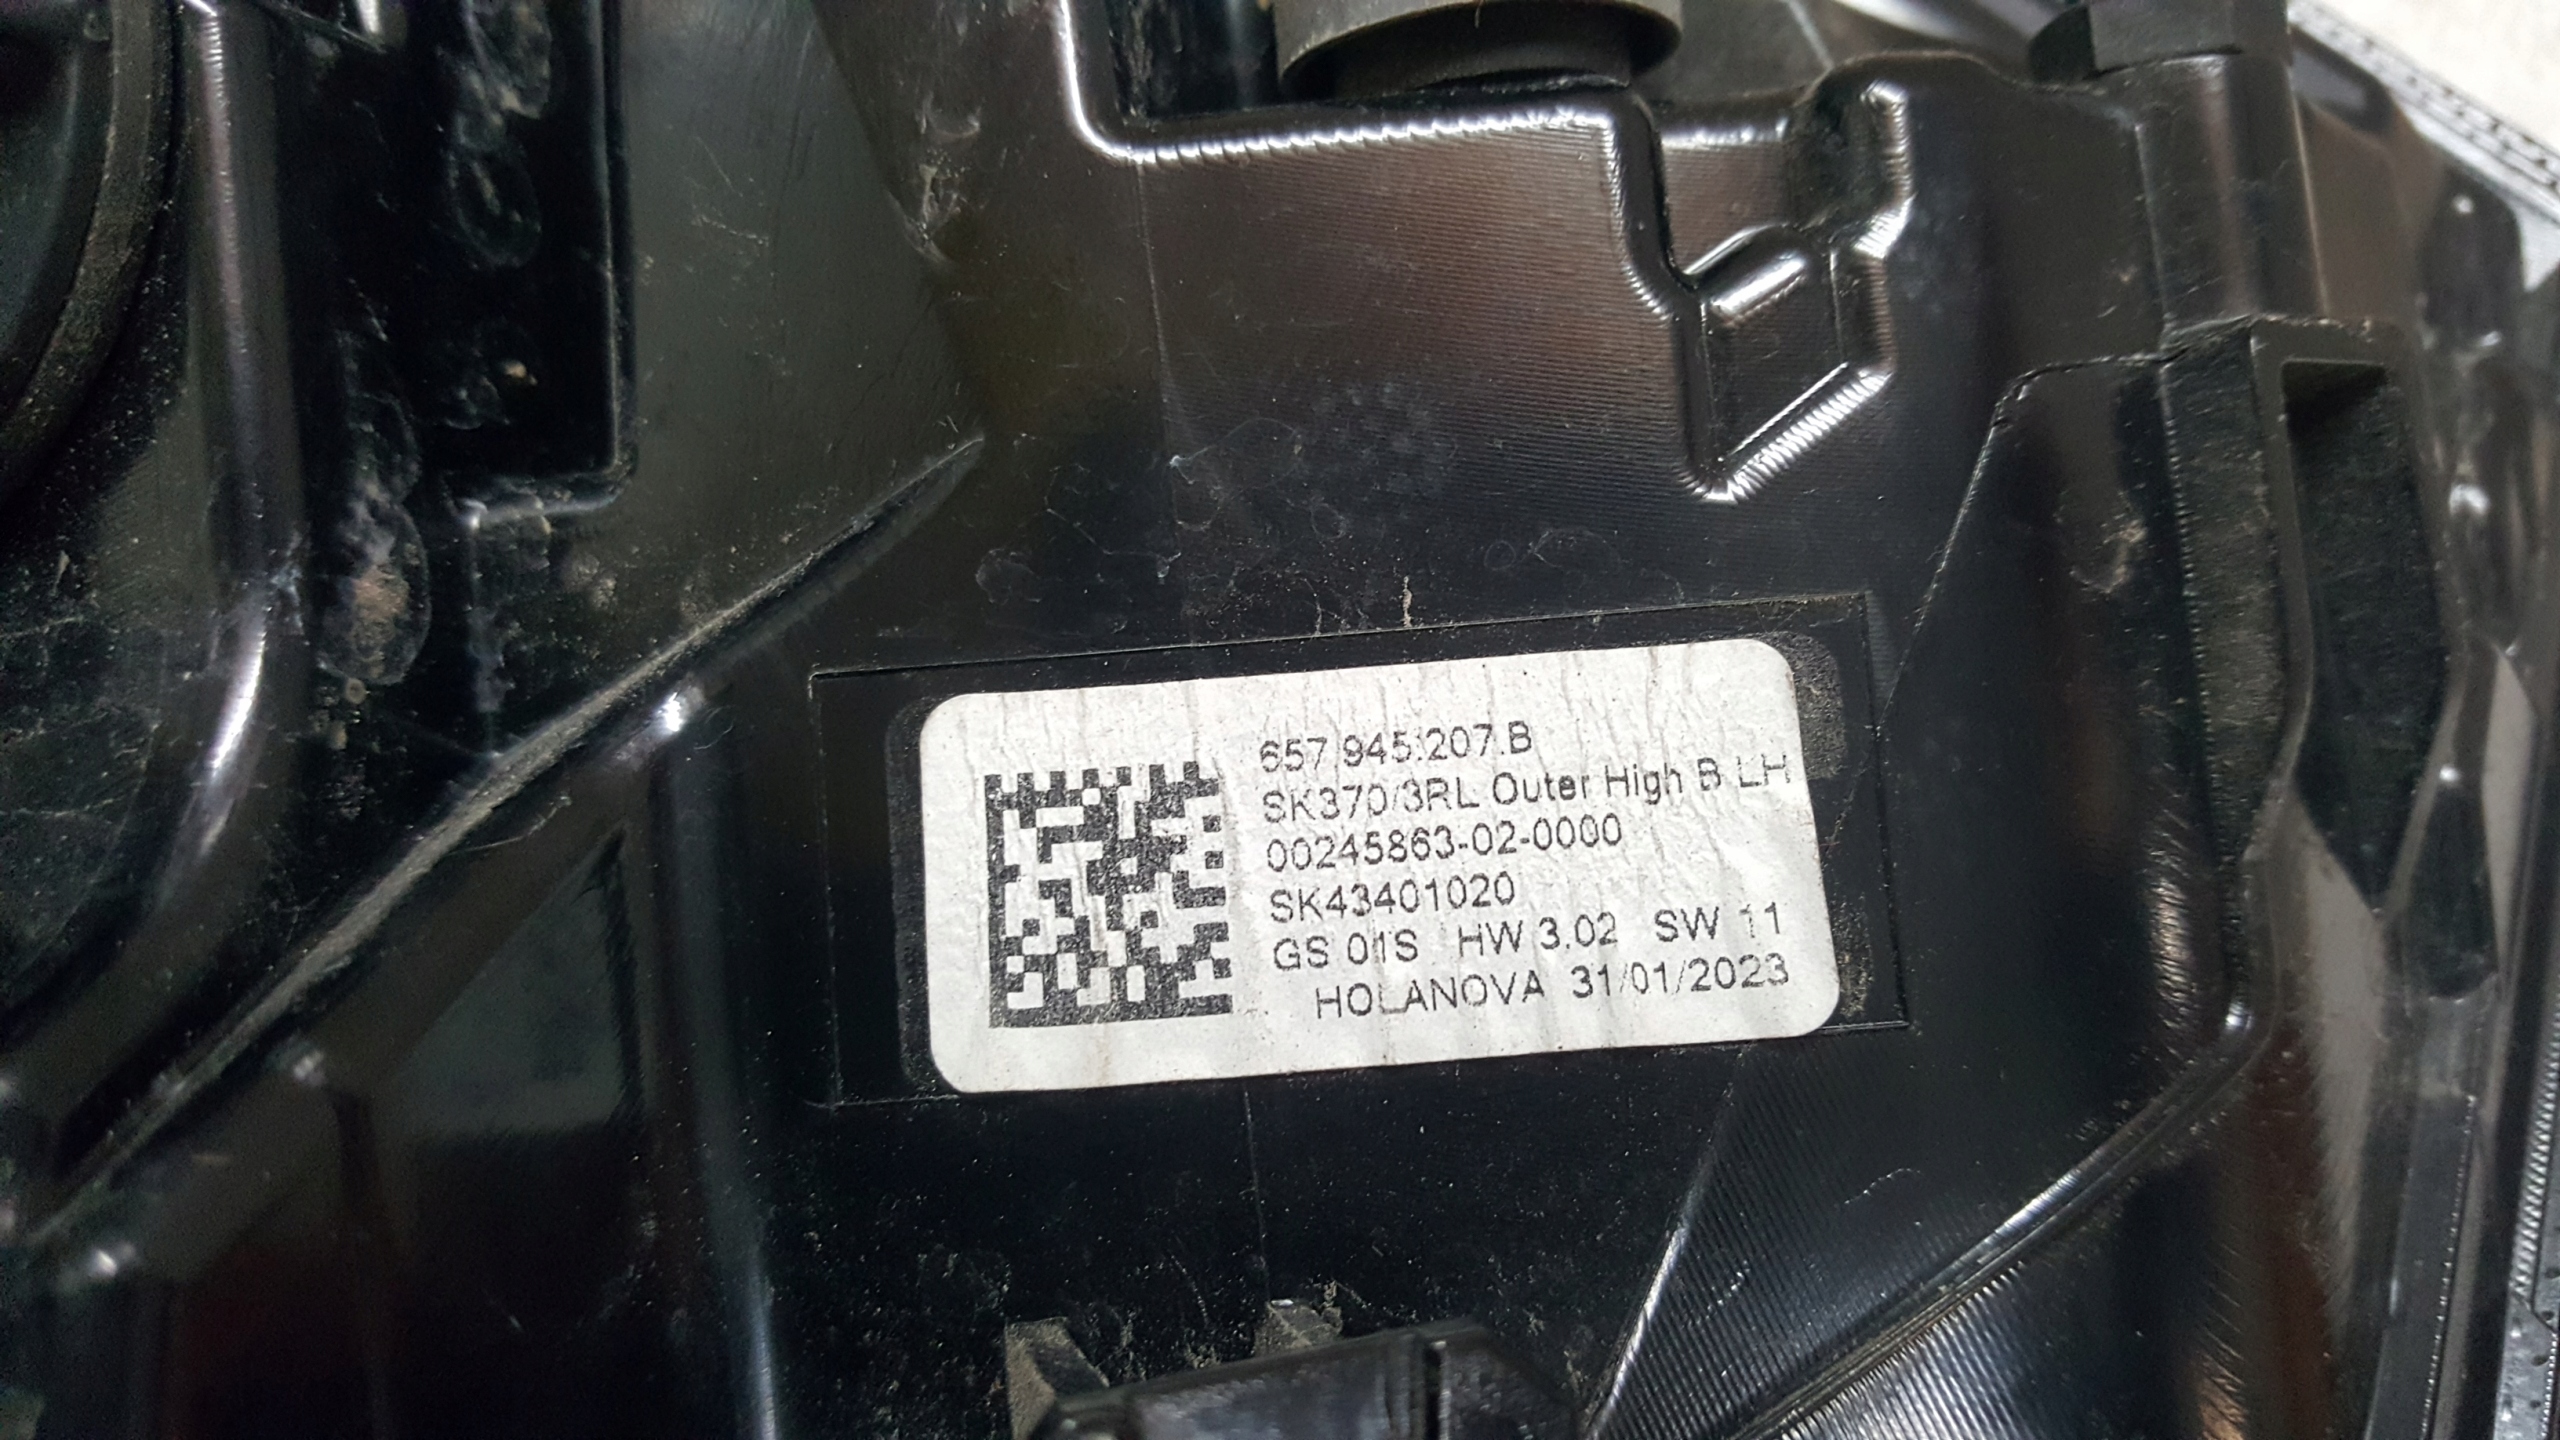 657.945.207.B
SK370/3RL Outer High B LH
00245863-02-0000
SK43401020
GS 01S HW 3.02 SW 11
HOLANOVA 31/01/2023